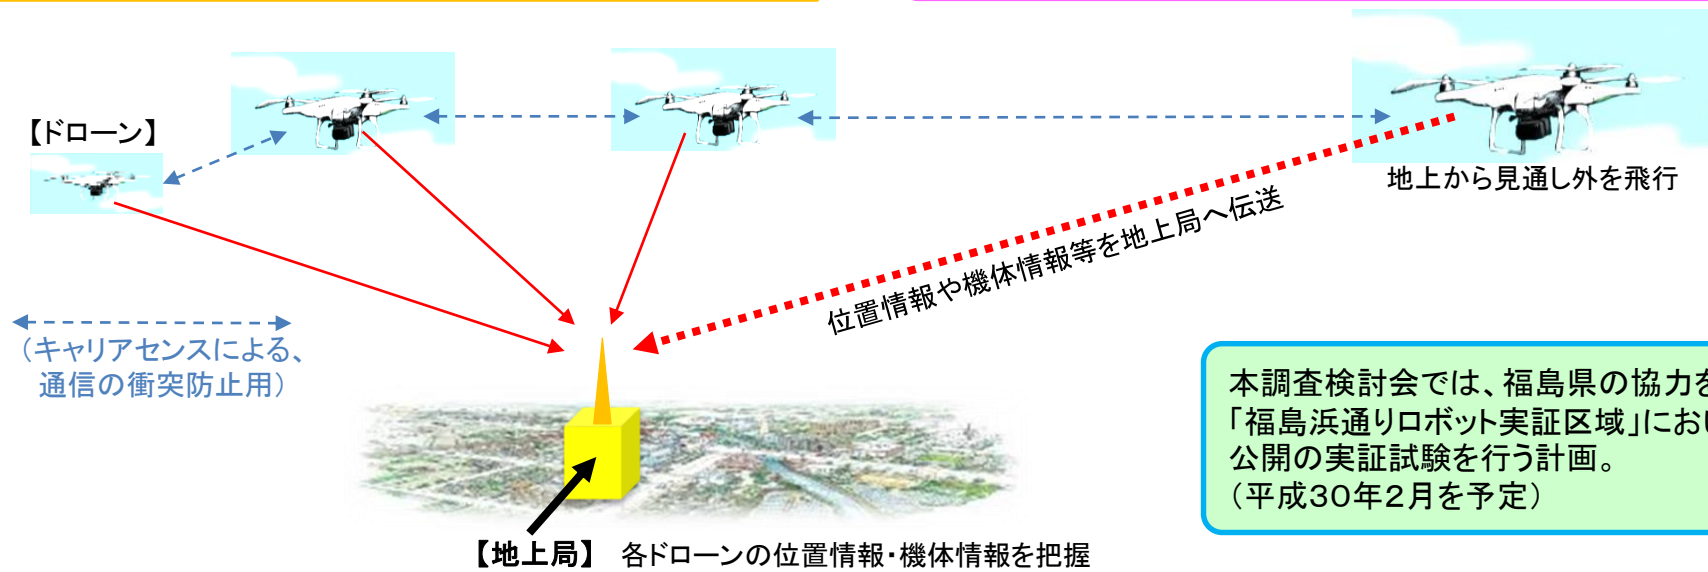 【ドローン】
地上から見通し外を飛行
位置情報や機体情報等を地上局へ伝送
（キャリアセンスによる、
通信の衝突防止用）
本調査検討会では、福島県の協力を
「福島浜通りロボット実証区域」におい
公開の実証試験を行う計画。
（平成30年2月を予定）
【地上局】 各ドローンの位置情報・機体情報を把握